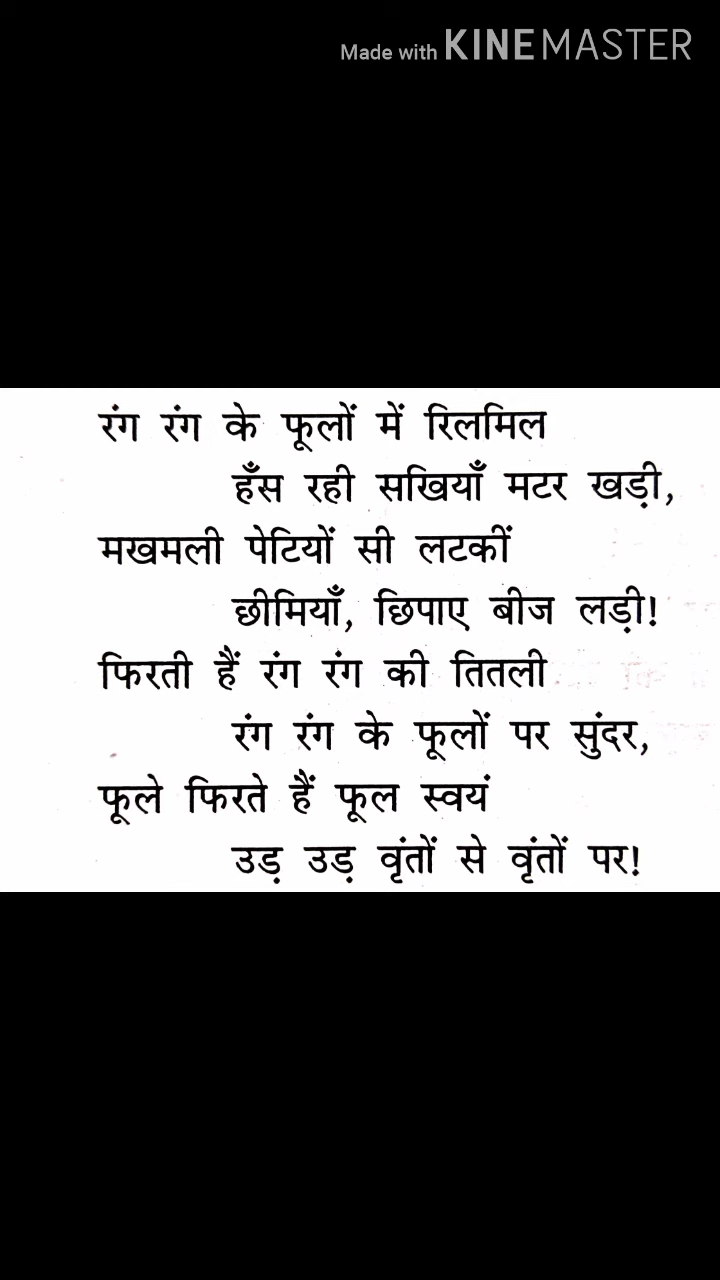 Made with KINEMASTER
रंग रंग के फूलों में रिलमिल
हँस रही सखियाँ मटर खड़ी,
मखमली पेटियों सी लटकीं
छीमियाँ, छिपाए बीज लड़ी!
फिरती हैं रंग रंग की तितली
रंग रंग के फूलों पर सुंदर,
फूले फिरते हैं फूल स्वयं
उड़ उड़ वृंतों से वृंतों पर!